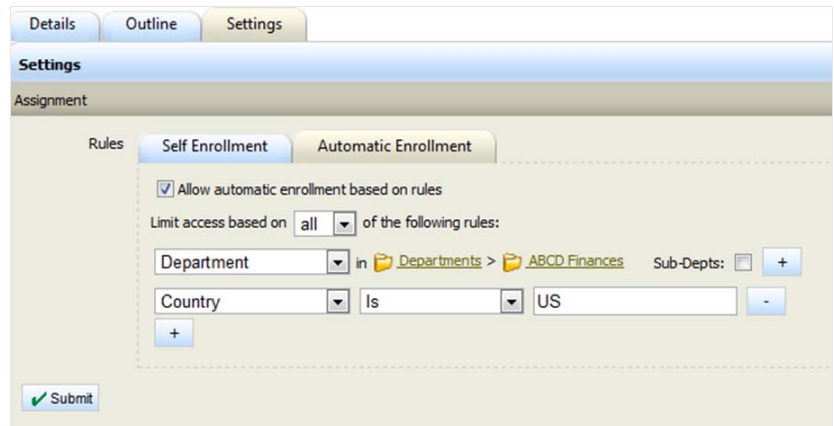 Details Outline Settings
Settings
Assignment
Rules Self Enrollment Automatic Enrollment
Allow automatic enrollment based on rules
Limit access based on all of the following rules:
Department in Departments > ABCD Finances Sub-Depts: +
Country Is US -
+
Submit